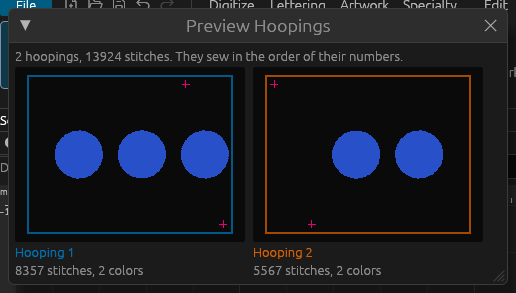 File Digitize Lettering Artwork Specialty Edit
Preview Hoopings
2 hoopings, 13924 stitches. They sew in the order of their numbers.
Hooping 1
8357 stitches, 2 colors
Hooping 2
5567 stitches, 2 colors